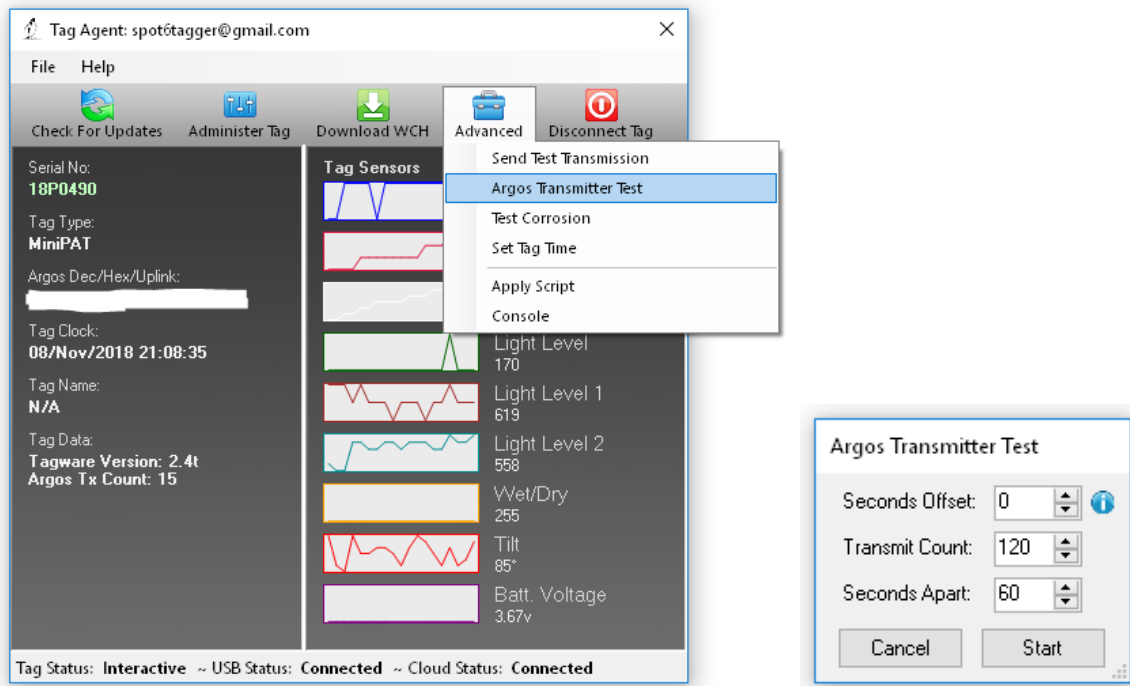 Tag Agent: spot6tagger@gmail.com
File Help
Check For Updates Administer Tag Download WCH Advanced Disconnect Tag
Serial No:
18P0490
Tag Type:
MiniPAT
Argos Dec/Hex/Uplink:
Tag Clock:
08/Nov/2018 21:08:35
Tag Name:
N/A
Tag Data:
Tagware Version: 2.4t
Argos Tx Count: 15
Tag Sensors
Send Test Transmission
Argos Transmitter Test
Test Corrosion
Set Tag Time
Apply Script
Console
Light Level
170
Light Level 1
619
Light Level 2
558
Wet/Dry
255
Tilt
85°
Batt. Voltage
3.67v
Tag Status: Interactive ~ USB Status: Connected ~ Cloud Status: Connected
Argos Transmitter Test
Seconds Offset: 0
Transmit Count: 120
Seconds Apart: 60
Cancel Start